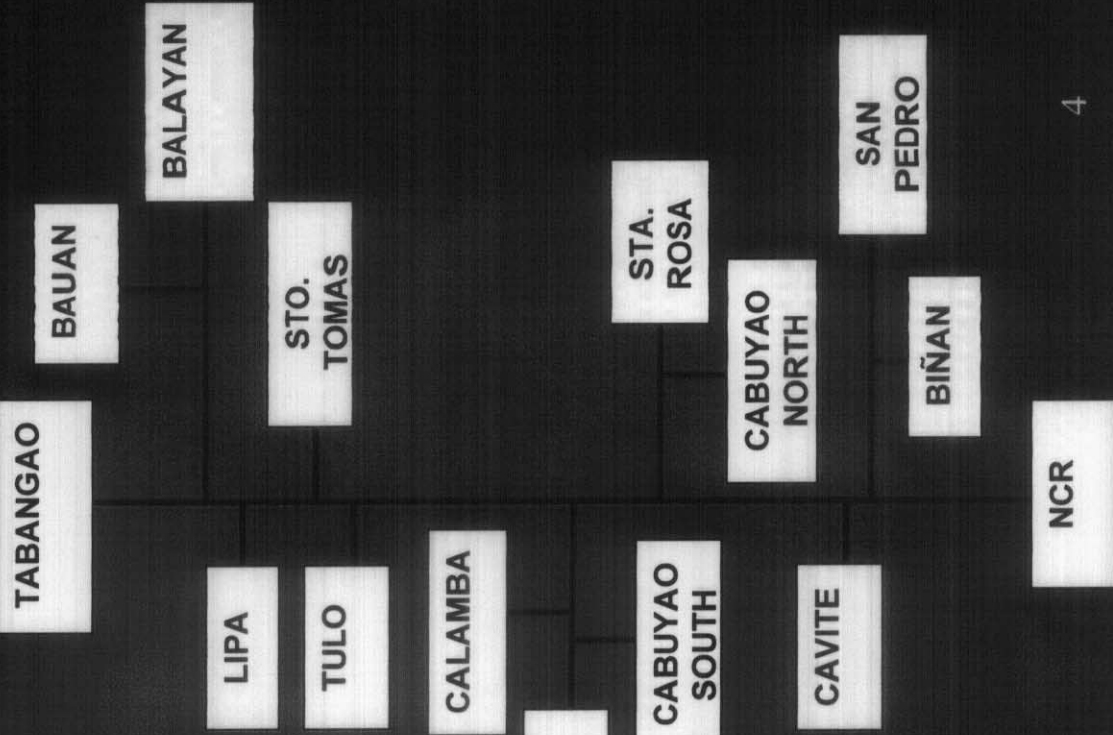 TABANGAO
BAUAN
BALAYAN
LIPA
STO.
TOMAS
TULO
CALAMBA
STA.
ROSA
CABUYAO
SOUTH
CABUYAO
NORTH
CAVITE
SAN
PEDRO
BIÑAN
NCR
4